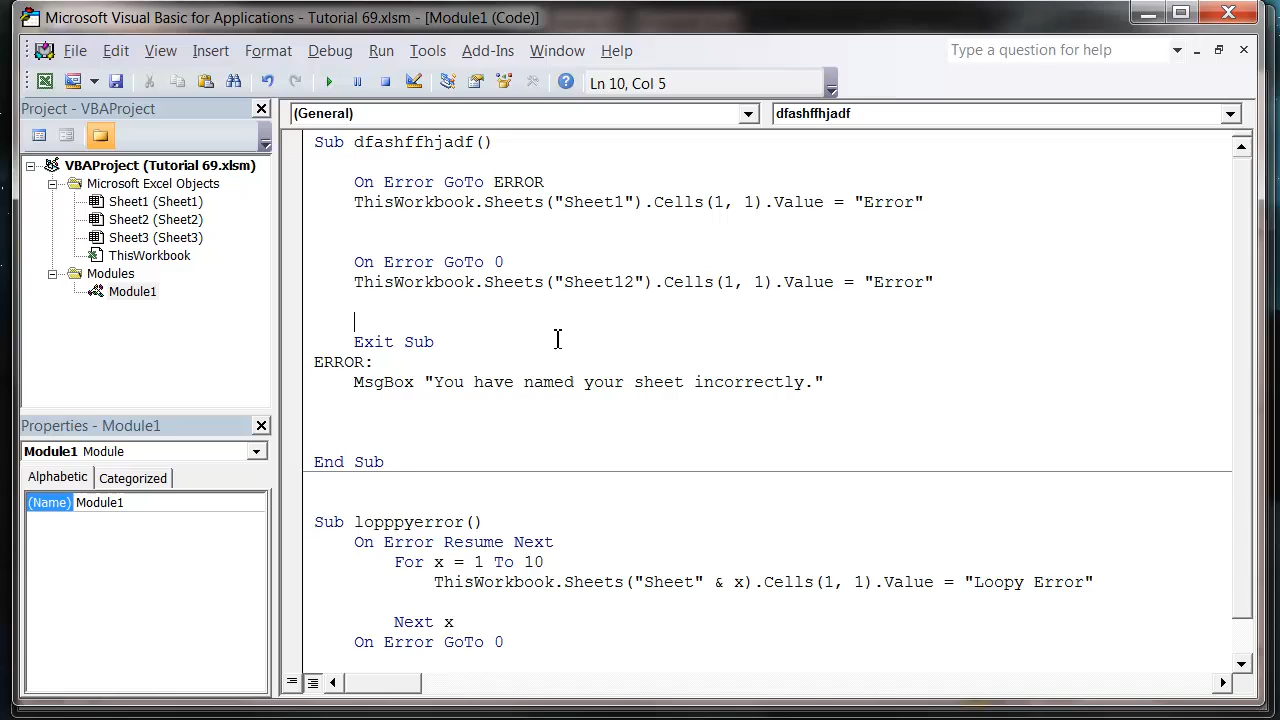 Microsoft Visual Basic for Applications - Tutorial 69.xlsm - [Module1 (Code)]
File Edit View Insert Format Debug Run Tools Add-Ins Window Help Type a question for help
Ln 10, Col 5
Project - VBAProject
(General) dfashffhjadf
VBAProject (Tutorial 69.xlsm)
Microsoft Excel Objects
Sheet1 (Sheet1)
Sheet2 (Sheet2)
Sheet3 (Sheet3)
ThisWorkbook
Modules
Module1
Properties - Module1
Module1 Module
Alphabetic Categorized
(Name) Module1
Sub dfashffhjadf()
On Error GoTo ERROR
ThisWorkbook.Sheets("Sheet1").Cells(1, 1).Value = "Error"
On Error GoTo 0
ThisWorkbook.Sheets("Sheet12").Cells(1, 1).Value = "Error"
Exit Sub
ERROR:
MsgBox "You have named your sheet incorrectly."
End Sub
Sub lopppyerror()
On Error Resume Next
For x = 1 To 10
ThisWorkbook.Sheets("Sheet" & x).Cells(1, 1).Value = "Loopy Error"
Next x
On Error GoTo 0